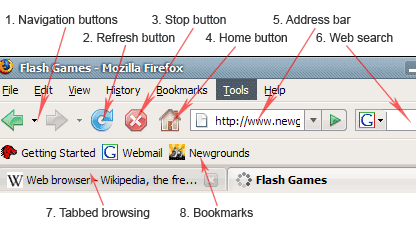 1. Navigation buttons 3. Stop button 5. Address bar
2. Refresh button 4. Home button 6. Web search
Flash Games - Mozilla Firefox
File Edit View History Bookmarks Tools Help
http://www.newg
G
Getting Started G Webmail Newgrounds
W Web browser - Wikipedia, the fre... Flash Games
7. Tabbed browsing 8. Bookmarks